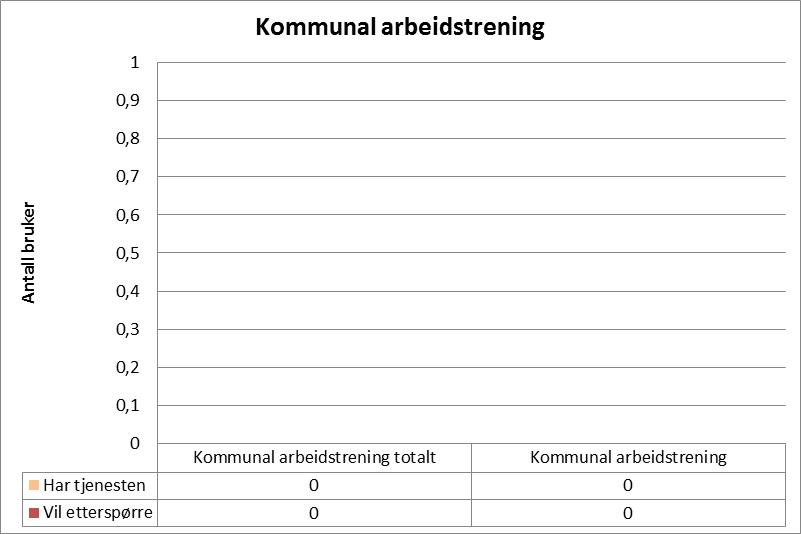 Kommunal arbeidstrening
Antall bruker
1
0,9
0,8
0,7
0,6
0,5
0,4
0,3
0,2
0,1
0
Kommunal arbeidstrening totalt Kommunal arbeidstrening
Har tjenesten 0 0
Vil etterspørre 0 0